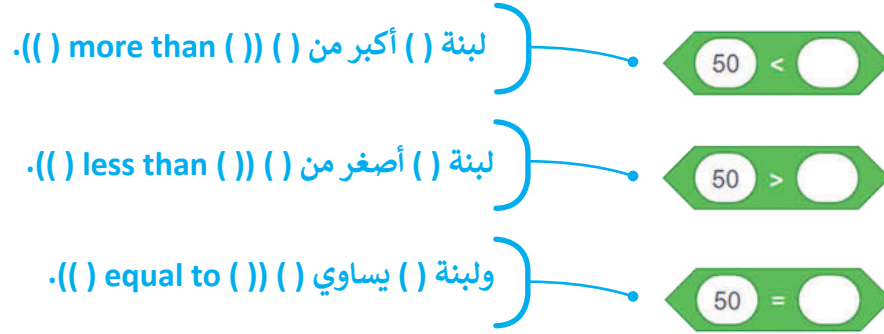 لبنة ( ) أكبر من ( ) (( ) more than ( )).
50 < 
لبنة ( ) أصغر من ( ) (( ) less than ( )).
50 > 
ولبنة ( ) يساوي ( ) (( ) equal to ( )).
50 =